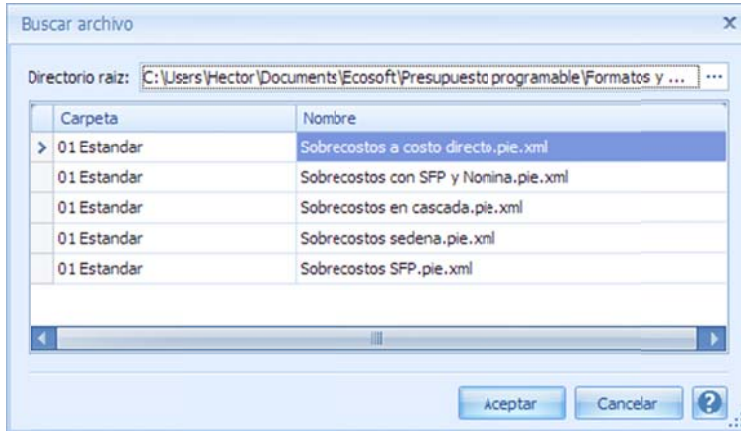 Buscar archivo
Directorio raiz: C:\Users\Hector\Documents\Ecosoft\Presupuesto programable\Formatos y ...
Carpeta Nombre
01 Estandar Sobrecostos a costo directo.pie.xml
01 Estandar Sobrecostos con SFP y Nomina.pie.xml
01 Estandar Sobrecostos en cascada.pie.xml
01 Estandar Sobrecostos sedena.pie.xml
01 Estandar Sobrecostos SFP.pie.xml
Aceptar Cancelar ?